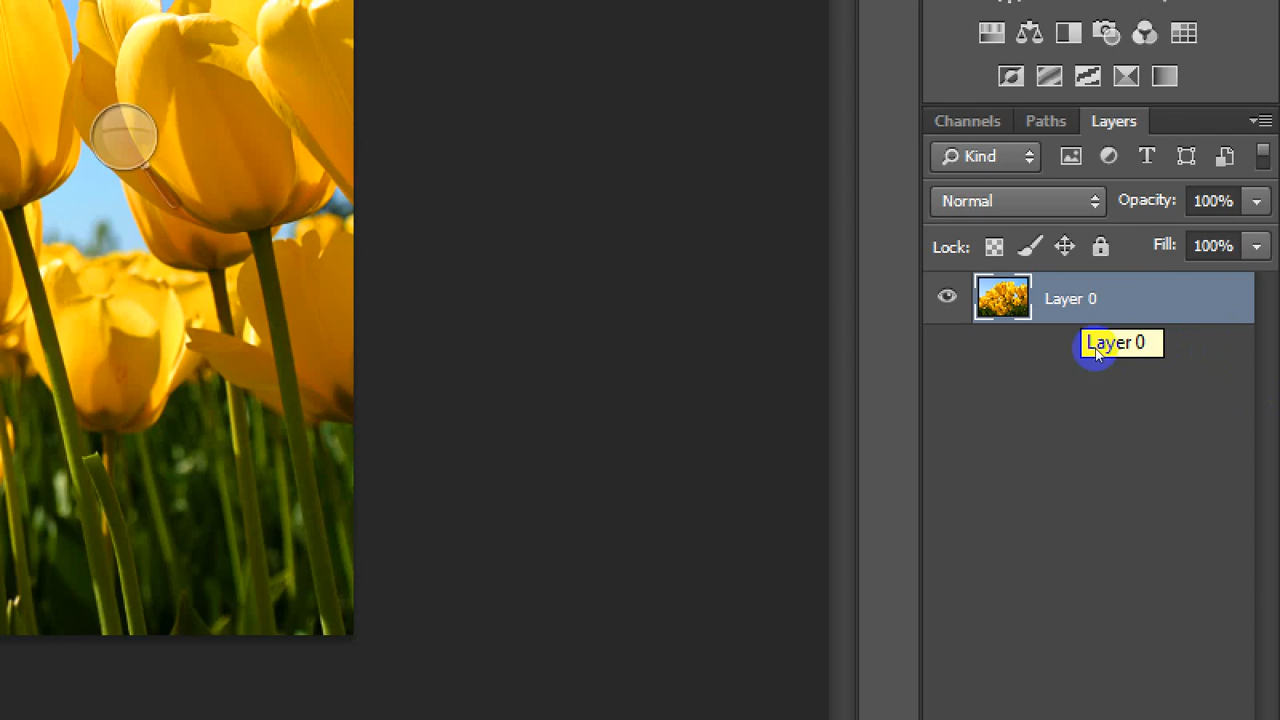 Channels Paths Layers
Kind T
Normal Opacity: 100%
Lock: Fill: 100%
Layer 0
Layer 0